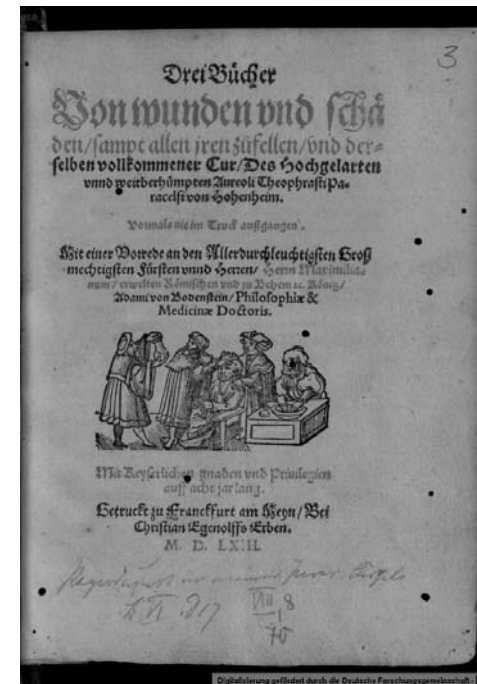 3
Drei Bücher
Von wunden vnd schä
den/sampt allen jren züfellen/vnd der-
selben vollkommener Cur/Des Hochgelarten
vnnd weitberhümpten Aureoli Theophrasti Pa-
racelsi von Hohenheim.
Vormals nie im Truck außgangen.
Mit einer Vorrede an den Allerdurchleuchtigsten Groß
mechtigsten Fürsten vnnd Herren/Herrn Maximilia-
num/erwelten Römischen vnd zu Behem ꝛc. König/
Adami von Bodenstein/Philosophiæ &
Medicinæ Doctoris.
Mit Keyserlichen gnaden vnd Priuilegien
auff acht jar lang.
Getruckt zu Franckfurt am Meyn/Bei
Christian Egenolffs Erben.
M. D. LXIII.
VIII, 8
70
Digitalisierung gefördert durch die Deutsche Forschungsgemeinschaft -